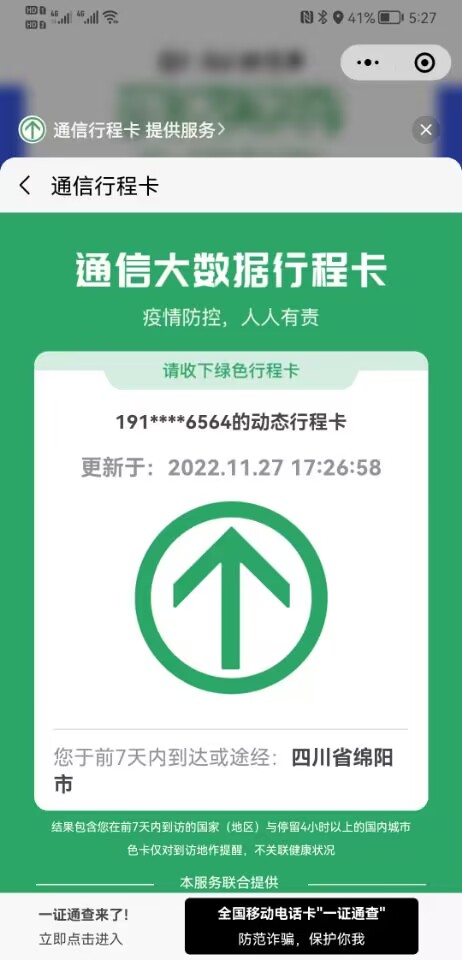 41% 5:27
通信行程卡 提供服务>
通信行程卡
通信大数据行程卡
疫情防控，人人有责
请收下绿色行程卡
191****6564的动态行程卡
更新于：2022.11.27 17:26:58
您于前7天内到达或途经：四川省绵阳
市
结果包含您在前7天内到访的国家（地区）与停留4小时以上的国内城市
色卡仅对到访地作提醒，不关联健康状况
本服务联合提供
一证通查来了！
立即点击进入
全国移动电话卡"一证通查"
防范诈骗，保护你我